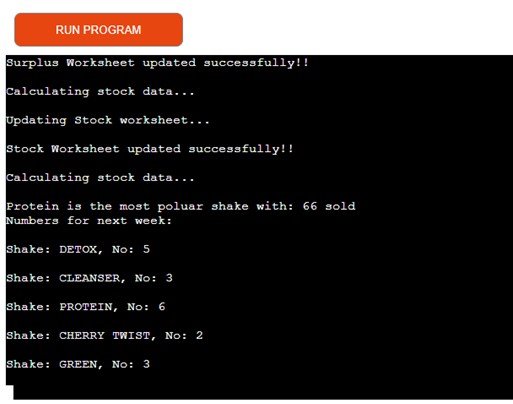 RUN PROGRAM
Surplus Worksheet updated successfully!!
Calculating stock data...
Updating Stock worksheet...
Stock Worksheet updated successfully!!
Calculating stock data...
Protein is the most poluar shake with: 66 sold
Numbers for next week:
Shake: DETOX, No: 5
Shake: CLEANSER, No: 3
Shake: PROTEIN, No: 6
Shake: CHERRY TWIST, No: 2
Shake: GREEN, No: 3